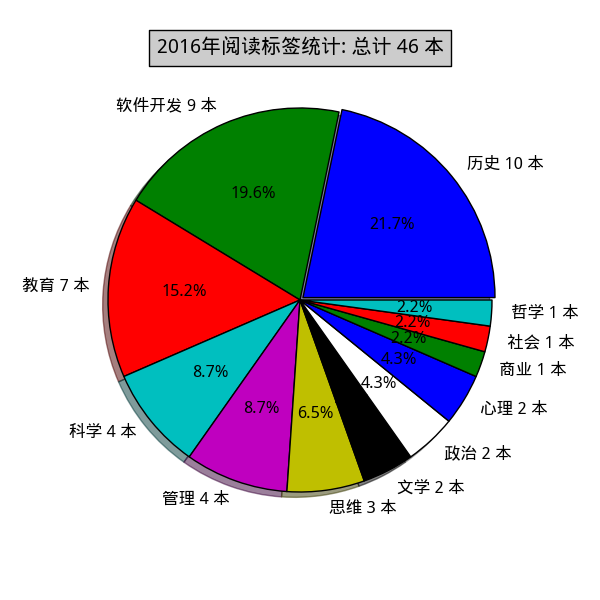 2016年阅读标签统计: 总计 46 本
历史 10 本
21.7%
软件开发 9 本
19.6%
教育 7 本
15.2%
科学 4 本
8.7%
管理 4 本
8.7%
思维 3 本
6.5%
文学 2 本
政治 2 本
4.3%
心理 2 本
4.3%
商业 1 本
2.2%
社会 1 本
2.2%
哲学 1 本
2.2%